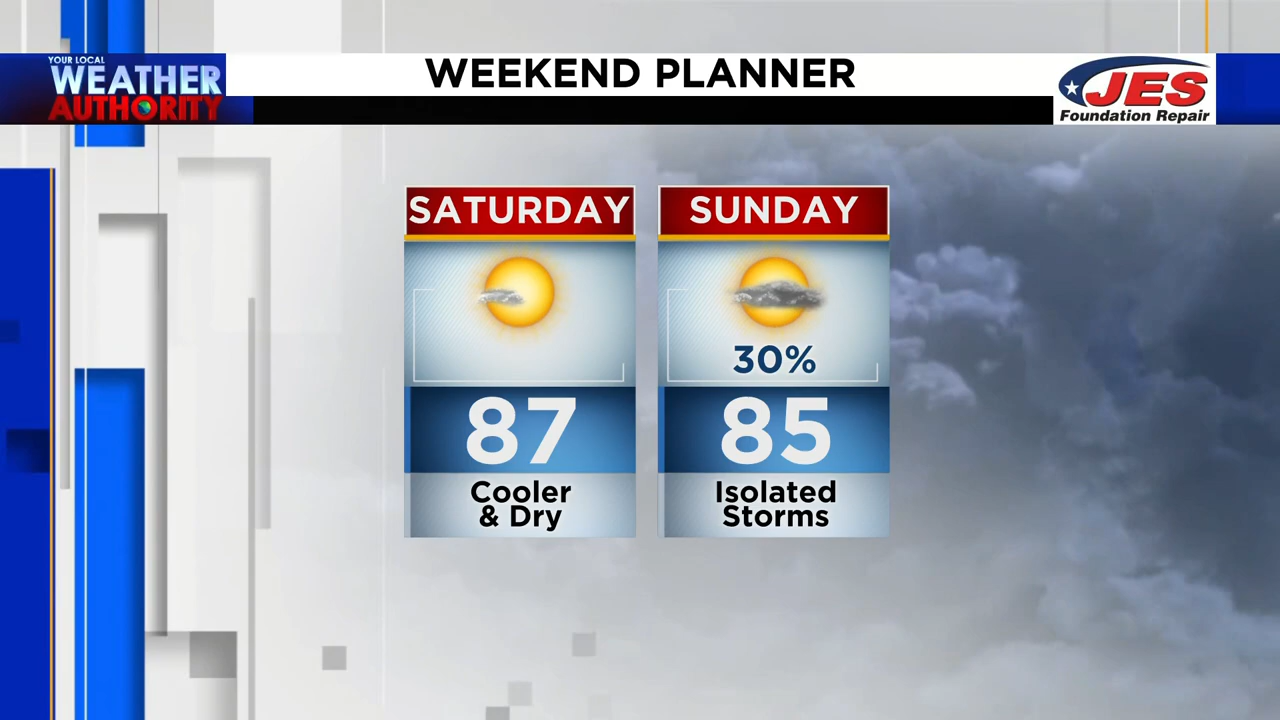 YOUR LOCAL
WEATHER
AUTHORITY
WEEKEND PLANNER
JES
Foundation Repair
SATURDAY
87
Cooler
& Dry
SUNDAY
30%
85
Isolated
Storms